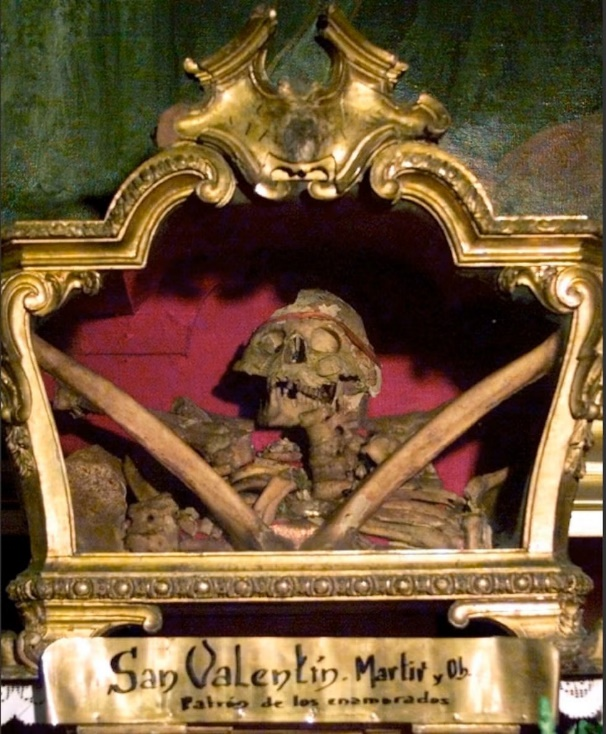 San Valentín. Martir y Ob.
Patrón de los enamorados